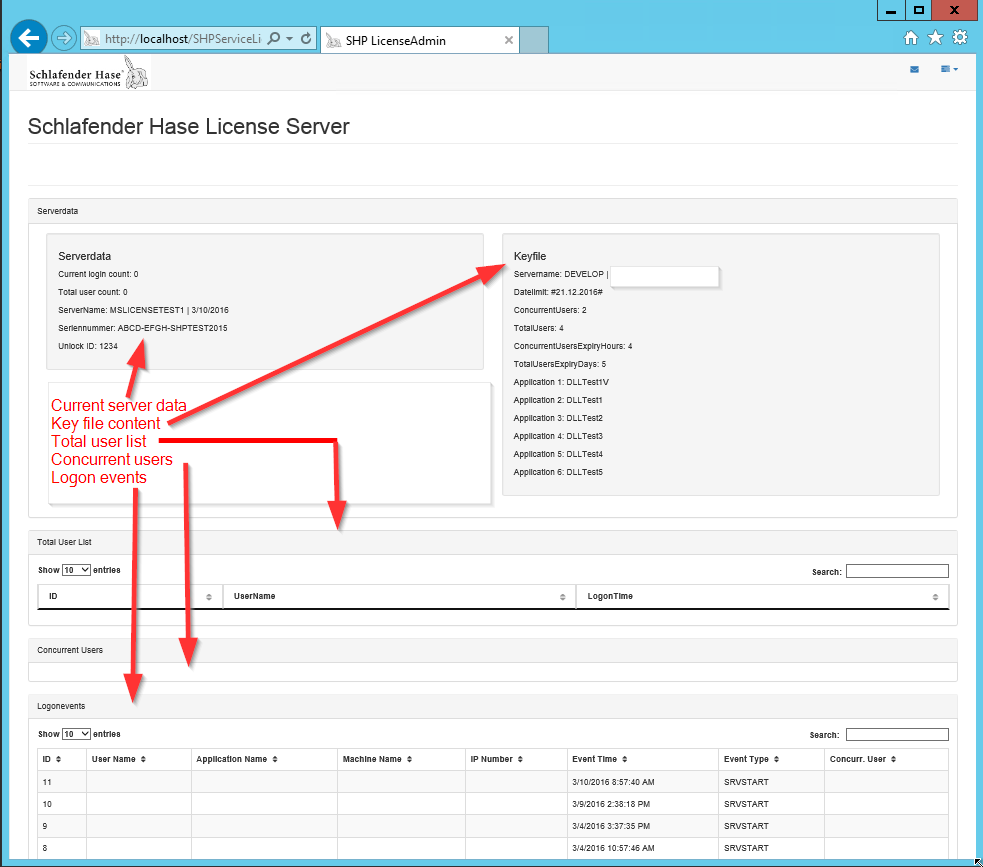 http://localhost/SHPServiceLi
SHP LicenseAdmin
Schlafender Hase®
SOFTWARE & COMMUNICATIONS
Schlafender Hase License Server
Serverdata
Serverdata
Current login count: 0
Total user count: 0
ServerName: MSLICENSETEST1 | 3/10/2016
Seriennummer: ABCD-EFGH-SHPTEST2015
Unlock ID: 1234
Keyfile
Servername: DEVELOP |
Datelimit: #21.12.2016#
ConcurrentUsers: 2
TotalUsers: 4
ConcurrentUsersExpiryHours: 4
TotalUsersExpiryDays: 5
Application 1: DLLTest1V
Application 2: DLLTest1
Application 3: DLLTest2
Application 4: DLLTest3
Application 5: DLLTest4
Application 6: DLLTest5
Current server data
Key file content
Total user list
Concurrent users
Logon events
Total User List
Show 10 entries Search:
ID UserName LogonTime
Concurrent Users
Logonevents
Show 10 entries Search:
ID User Name Application Name Machine Name IP Number Event Time Event Type Concurr. User
11 3/10/2016 8:57:40 AM SRVSTART
10 3/9/2016 2:38:18 PM SRVSTART
9 3/4/2016 3:37:35 PM SRVSTART
8 3/4/2016 10:57:46 AM SRVSTART